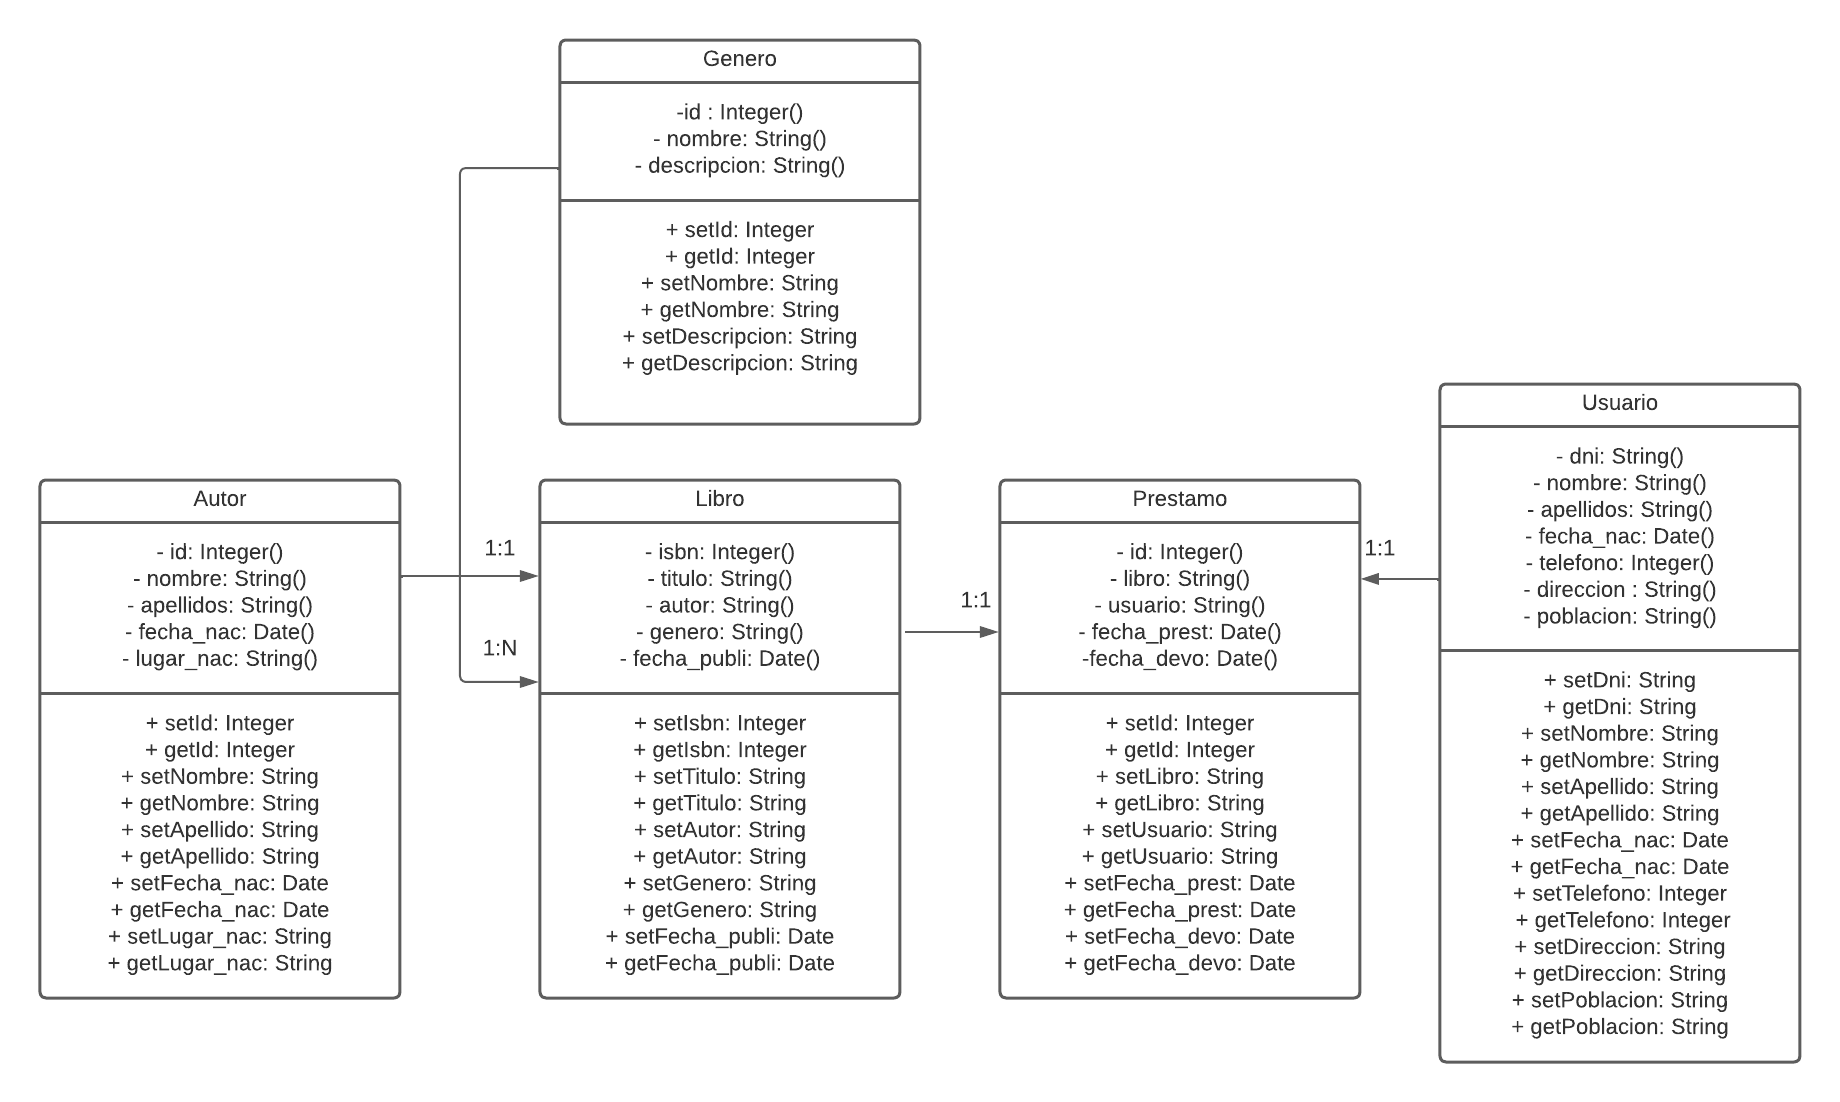 Genero
-id : Integer()
- nombre: String()
- descripcion: String()
+ setId: Integer
+ getId: Integer
+ setNombre: String
+ getNombre: String
+ setDescripcion: String
+ getDescripcion: String
Autor
- id: Integer()
- nombre: String()
- apellidos: String()
- fecha_nac: Date()
- lugar_nac: String()
+ setId: Integer
+ getId: Integer
+ setNombre: String
+ getNombre: String
+ setApellido: String
+ getApellido: String
+ setFecha_nac: Date
+ getFecha_nac: Date
+ setLugar_nac: String
+ getLugar_nac: String
1:1
1:N
Libro
- isbn: Integer()
- titulo: String()
- autor: String()
- genero: String()
- fecha_publi: Date()
+ setIsbn: Integer
+ getIsbn: Integer
+ setTitulo: String
+ getTitulo: String
+ setAutor: String
+ getAutor: String
+ setGenero: String
+ getGenero: String
+ setFecha_publi: Date
+ getFecha_publi: Date
1:1
Prestamo
- id: Integer()
- libro: String()
- usuario: String()
- fecha_prest: Date()
-fecha_devo: Date()
+ setId: Integer
+ getId: Integer
+ setLibro: String
+ getLibro: String
+ setUsuario: String
+ getUsuario: String
+ setFecha_prest: Date
+ getFecha_prest: Date
+ setFecha_devo: Date
+ getFecha_devo: Date
1:1
Usuario
- dni: String()
- nombre: String()
- apellidos: String()
- fecha_nac: Date()
- telefono: Integer()
- direccion : String()
- poblacion: String()
+ setDni: String
+ getDni: String
+ setNombre: String
+ getNombre: String
+ setApellido: String
+ getApellido: String
+ setFecha_nac: Date
+ getFecha_nac: Date
+ setTelefono: Integer
+ getTelefono: Integer
+ setDireccion: String
+ getDireccion: String
+ setPoblacion: String
+ getPoblacion: String